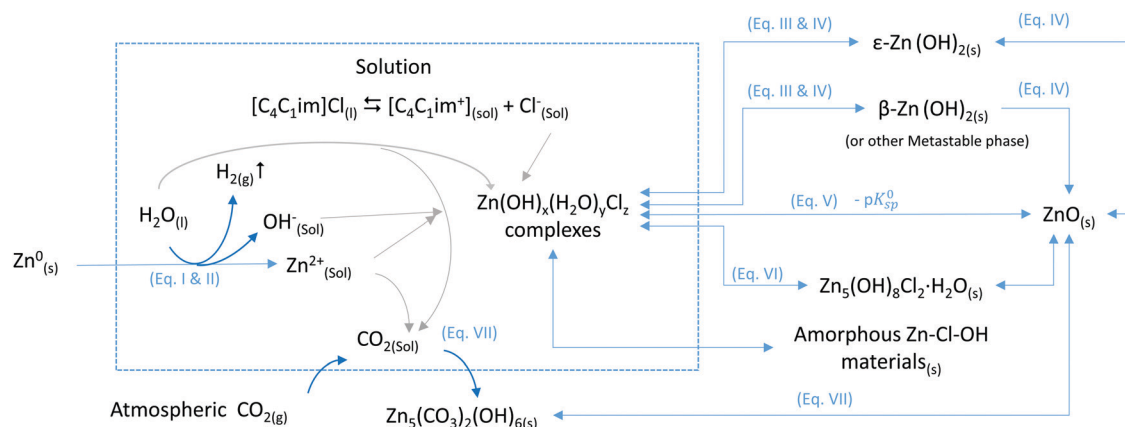 (Eq. III & IV)
ε-Zn (OH)₂₍ₛ₎
(Eq. IV)
Solution
[C₄C₁im]Cl₍ₗ₎ ⇆ [C₄C₁im⁺]₍ₛₒₗ₎ + Cl⁻₍Sol₎
(Eq. III & IV)
β-Zn (OH)₂₍ₛ₎
(Eq. IV)
(or other Metastable phase)
H₂₍g₎↑
H₂O₍ₗ₎
OH⁻₍Sol₎
Zn(OH)ₓ(H₂O)ᵧCl_z
complexes
(Eq. V) - pK⁰ₛₚ
ZnO₍ₛ₎
Zn⁰₍ₛ₎
(Eq. I & II)
Zn²⁺₍Sol₎
(Eq. VI)
Zn₅(OH)₈Cl₂·H₂O₍ₛ₎
CO₂₍Sol₎
(Eq. VII)
Amorphous Zn-Cl-OH
materials₍ₛ₎
Atmospheric CO₂₍g₎
Zn₅(CO₃)₂(OH)₆₍ₛ₎
(Eq. VII)